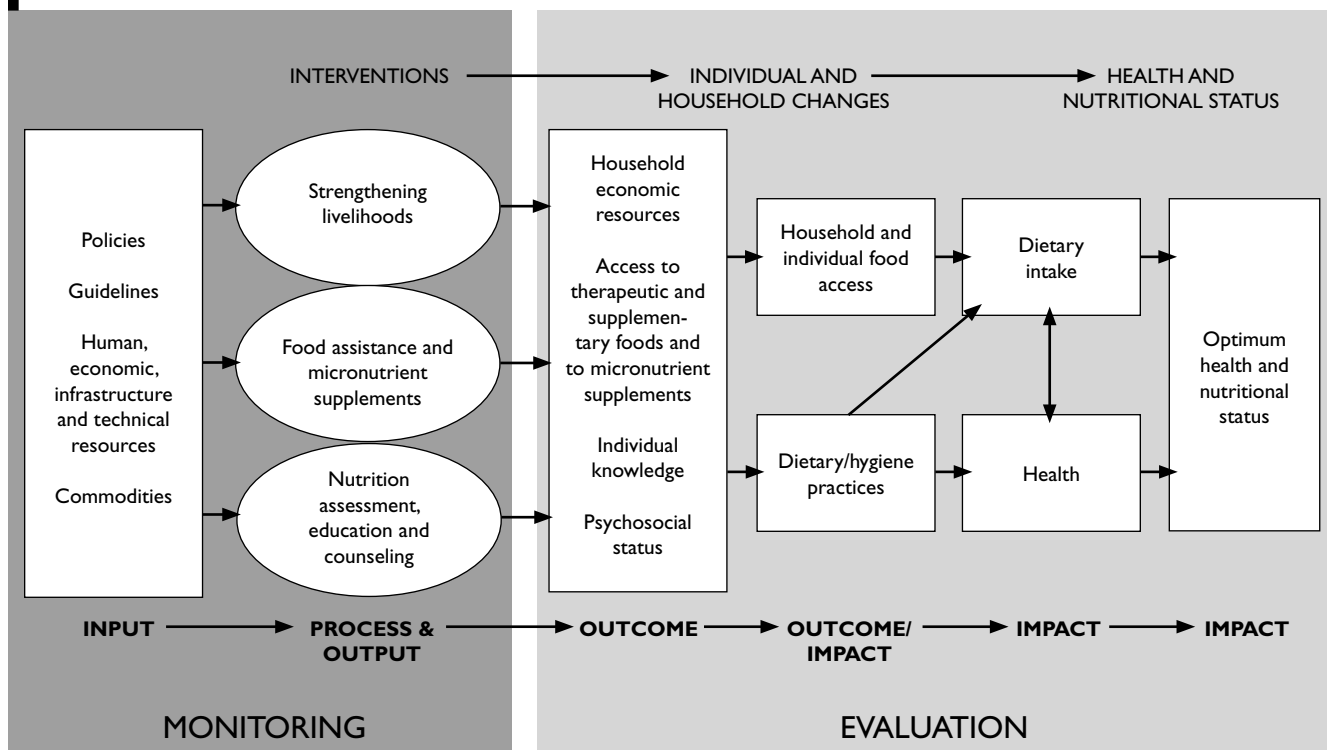 INTERVENTIONS
INDIVIDUAL AND
HOUSEHOLD CHANGES
HEALTH AND
NUTRITIONAL STATUS
Policies
Guidelines
Human,
economic,
infrastructure
and technical
resources
Commodities
Strengthening
livelihoods
Food assistance and
micronutrient
supplements
Nutrition
assessment,
education and
counseling
Household
economic
resources
Access to
therapeutic and
supplemen-
tary foods and
to micronutrient
supplements
Individual
knowledge
Psychosocial
status
Household and
individual food
access
Dietary/hygiene
practices
Dietary
intake
Health
Optimum
health and
nutritional
status
INPUT
PROCESS &
OUTPUT
OUTCOME
OUTCOME/
IMPACT
IMPACT
IMPACT
MONITORING
EVALUATION